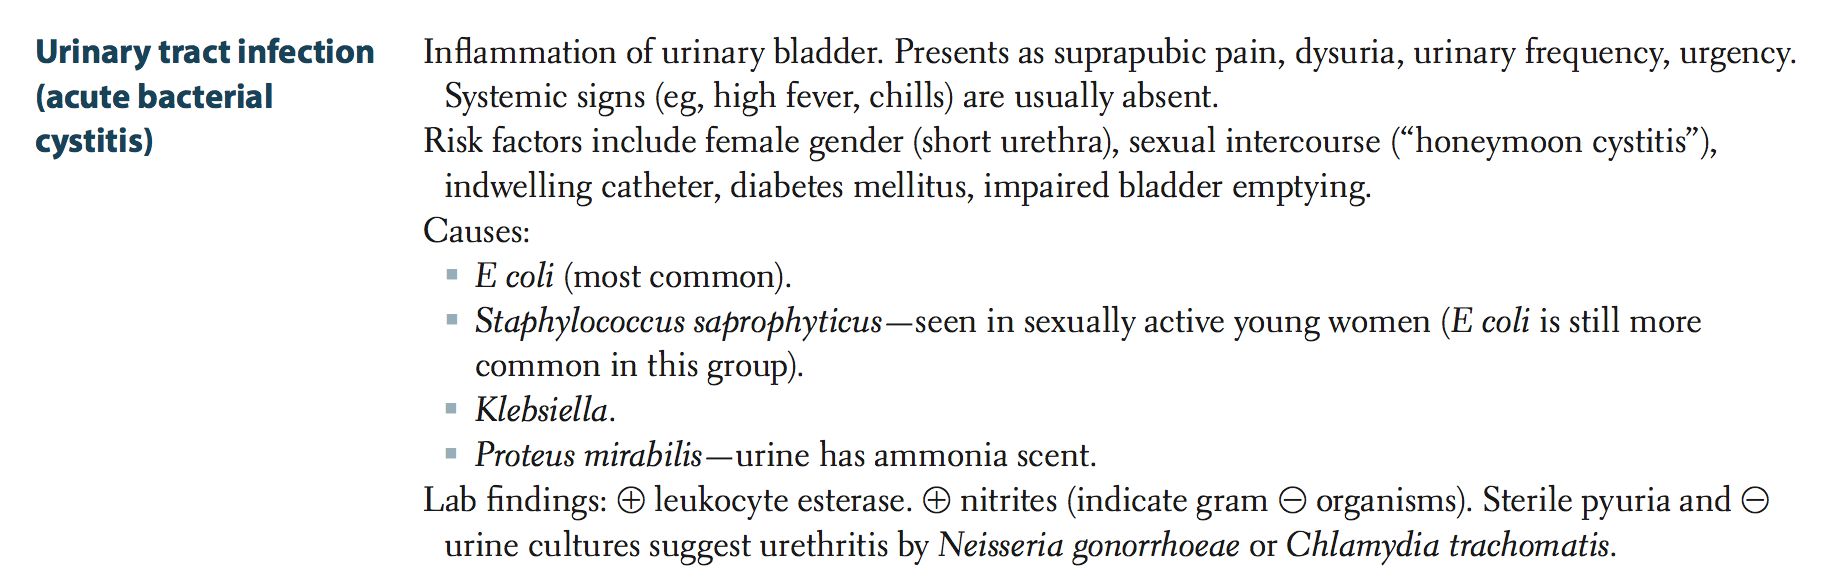 Urinary tract infection
(acute bacterial
cystitis)
Inflammation of urinary bladder. Presents as suprapubic pain, dysuria, urinary frequency, urgency.
Systemic signs (eg, high fever, chills) are usually absent.
Risk factors include female gender (short urethra), sexual intercourse (“honeymoon cystitis”),
indwelling catheter, diabetes mellitus, impaired bladder emptying.
Causes:
▪ E coli (most common).
▪ Staphylococcus saprophyticus—seen in sexually active young women (E coli is still more
common in this group).
▪ Klebsiella.
▪ Proteus mirabilis—urine has ammonia scent.
Lab findings: ⊕ leukocyte esterase. ⊕ nitrites (indicate gram ⊖ organisms). Sterile pyuria and ⊖
urine cultures suggest urethritis by Neisseria gonorrhoeae or Chlamydia trachomatis.